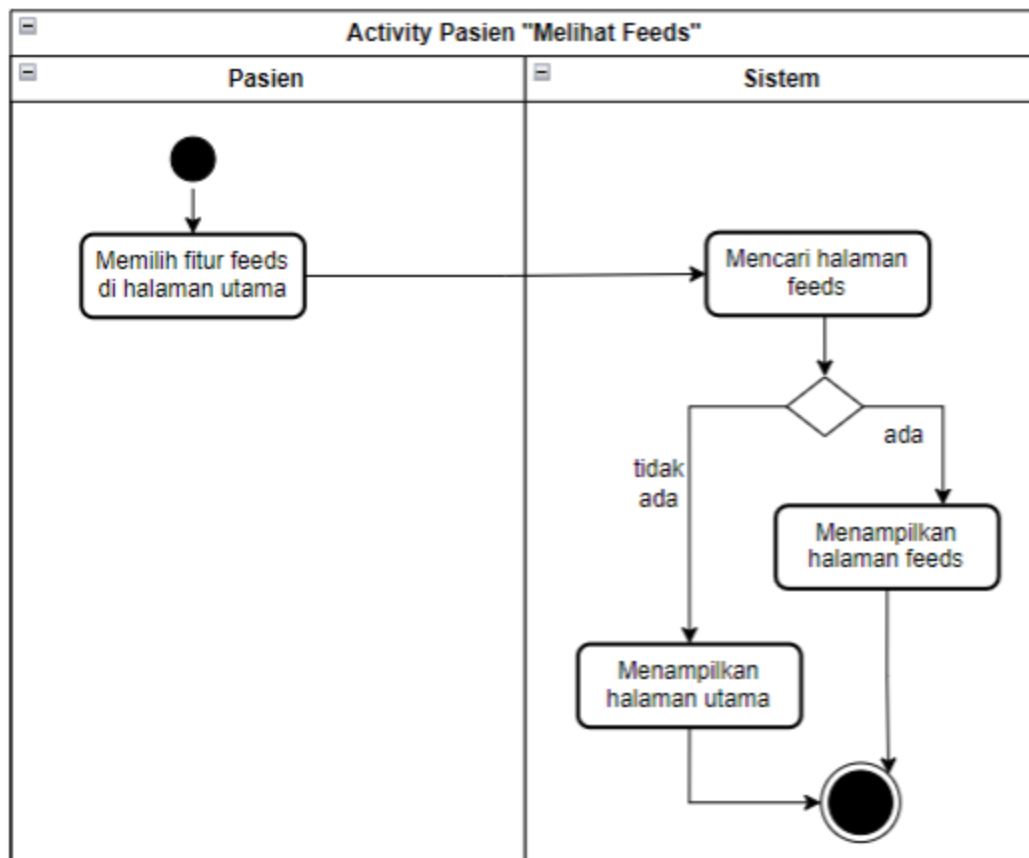 Activity Pasien "Melihat Feeds"
Pasien
Sistem
Memilih fitur feeds
di halaman utama
Mencari halaman
feeds
ada
tidak
ada
Menampilkan
halaman feeds
Menampilkan
halaman utama